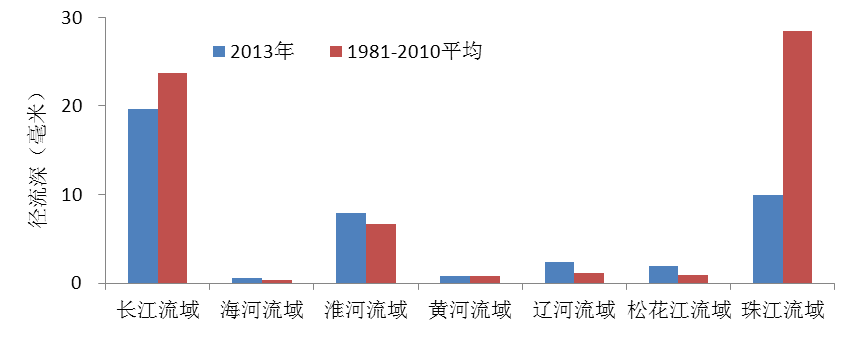 30
20
10
0
径流深（毫米）
2013年
1981-2010平均
长江流域
海河流域
淮河流域
黄河流域
辽河流域
松花江流域
珠江流域